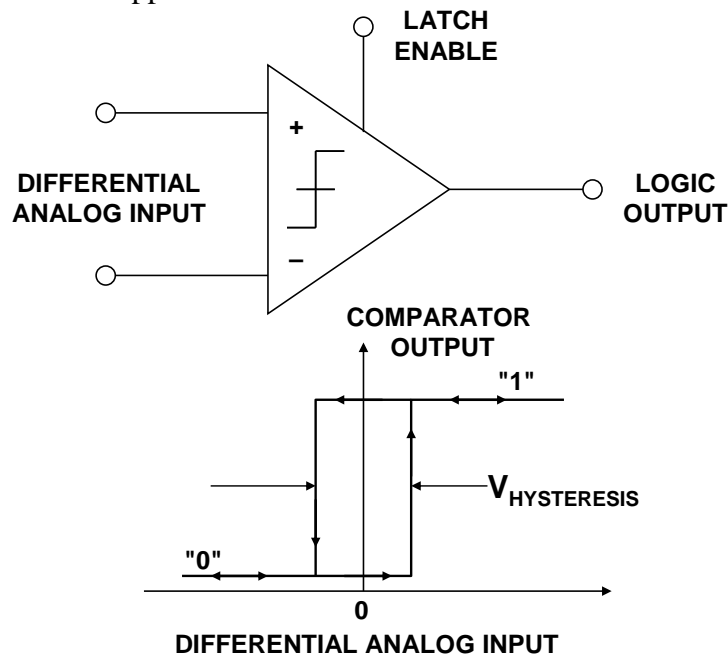 LATCH
ENABLE
+
DIFFERENTIAL
ANALOG INPUT
LOGIC
OUTPUT
−
COMPARATOR
OUTPUT
"1"
VHYSTERESIS
"0"
0
DIFFERENTIAL ANALOG INPUT